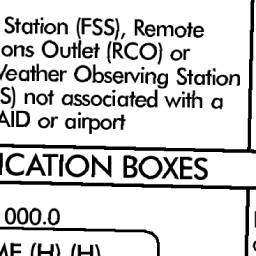 Station (FSS), Remote
ons Outlet (RCO) or
Weather Observing Station
S) not associated with a
AID or airport
ICATION BOXES
000.0
ME (H) (H)